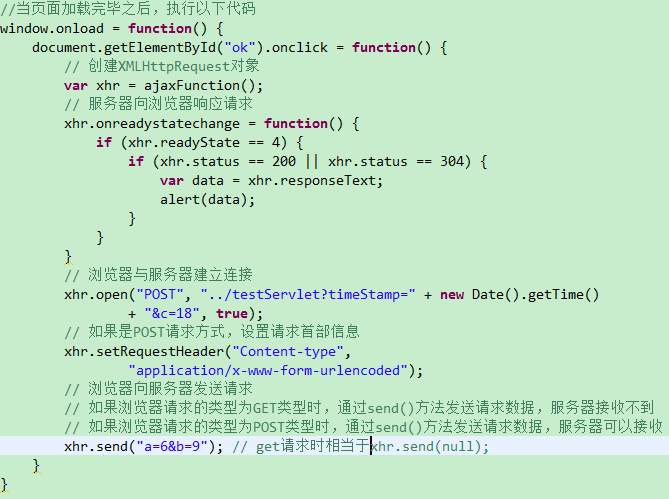 //当页面加载完毕之后，执行以下代码
window.onload = function() {
    document.getElementById("ok").onclick = function() {
        // 创建XMLHttpRequest对象
        var xhr = ajaxFunction();
        // 服务器向浏览器响应请求
        xhr.onreadystatechange = function() {
            if (xhr.readyState == 4) {
                if (xhr.status == 200 || xhr.status == 304) {
                    var data = xhr.responseText;
                    alert(data);
                }
            }
        }
        // 浏览器与服务器建立连接
        xhr.open("POST", "../testServlet?timeStamp=" + new Date().getTime()
                + "&c=18", true);
        // 如果是POST请求方式，设置请求首部信息
        xhr.setRequestHeader("Content-type",
                "application/x-www-form-urlencoded");
        // 浏览器向服务器发送请求
        // 如果浏览器请求的类型为GET类型时，通过send()方法发送请求数据，服务器接收不到
        // 如果浏览器请求的类型为POST类型时，通过send()方法发送请求数据，服务器可以接收
        xhr.send("a=6&b=9"); // get请求时相当于xhr.send(null);
    }
}